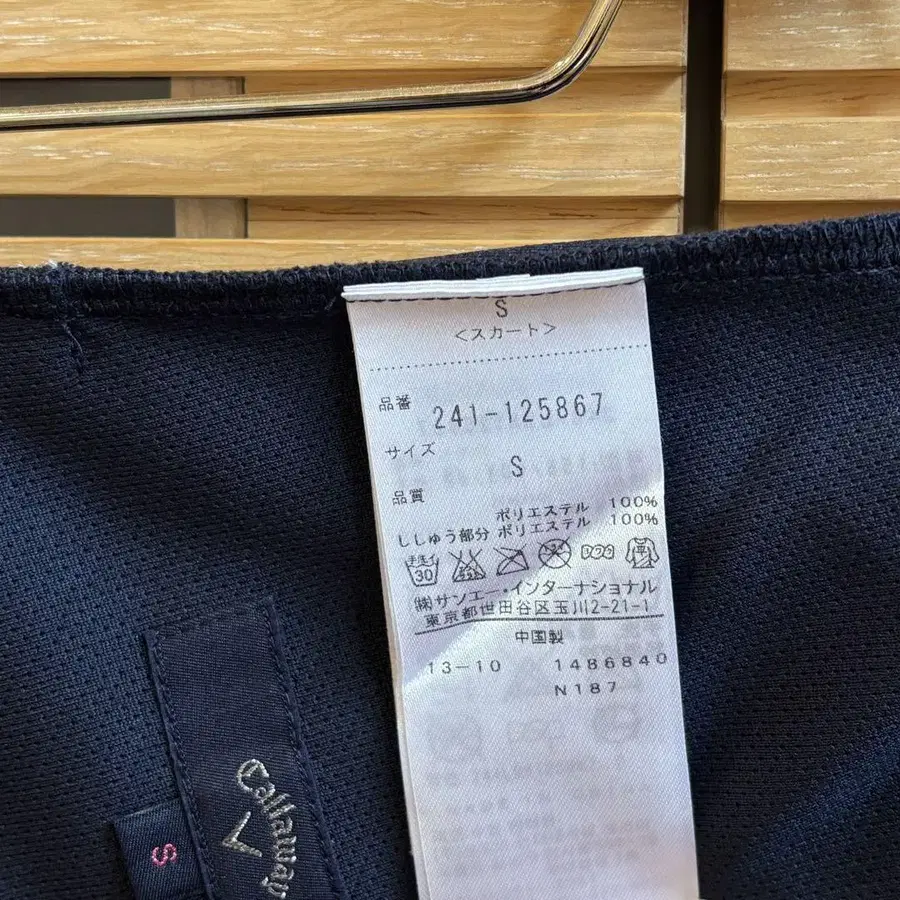 S
<スカート>
品番 241-125867
サイズ
S
品質
ポリエステル 100%
ししゅう部分 ポリエステル 100%
手洗イ 30
㈱サンエー・インターナショナル
東京都世田谷区玉川2-21-1
中国製
13-10 1486840
N187
Callaway
S